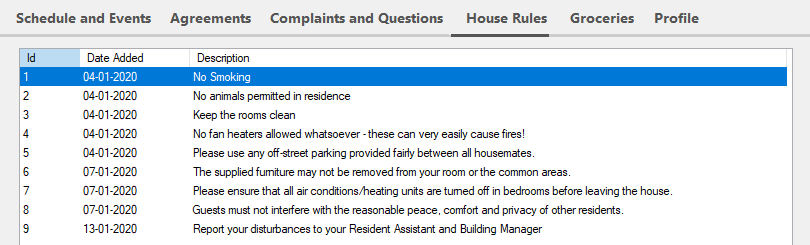 Schedule and Events Agreements Complaints and Questions House Rules Groceries Profile
Id Date Added Description
1 04-01-2020 No Smoking
2 04-01-2020 No animals permitted in residence
3 04-01-2020 Keep the rooms clean
4 04-01-2020 No fan heaters allowed whatsoever - these can very easily cause fires!
5 04-01-2020 Please use any off-street parking provided fairly between all housemates.
6 07-01-2020 The supplied furniture may not be removed from your room or the common areas.
7 07-01-2020 Please ensure that all air conditions/heating units are turned off in bedrooms before leaving the house.
8 07-01-2020 Guests must not interfere with the reasonable peace, comfort and privacy of other residents.
9 13-01-2020 Report your disturbances to your Resident Assistant and Building Manager